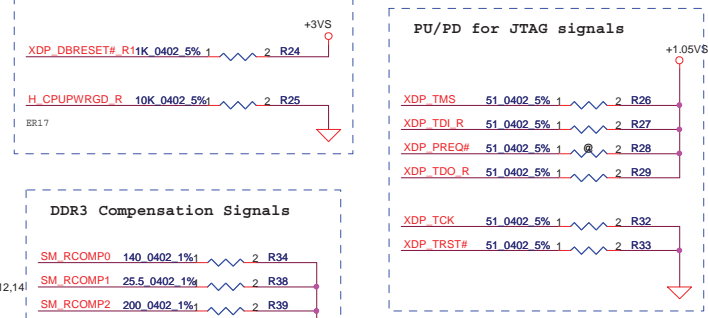 +3VS
XDP_DBRESET#_R1 1K_0402_5% 1 2 R24
H_CPUPWRGD_R 10K_0402_5% 1 2 R25
ER17
PU/PD for JTAG signals
+1.05VS
XDP_TMS 51_0402_5% 1 2 R26
XDP_TDI_R 51_0402_5% 1 2 R27
XDP_PREQ# 51_0402_5% 1 @ 2 R28
XDP_TDO_R 51_0402_5% 1 2 R29
XDP_TCK 51_0402_5% 1 2 R32
XDP_TRST# 51_0402_5% 1 2 R33
DDR3 Compensation Signals
SM_RCOMP0 140_0402_1% 1 2 R34
12,14
SM_RCOMP1 25.5_0402_1% 1 2 R38
SM_RCOMP2 200_0402_1% 1 2 R39